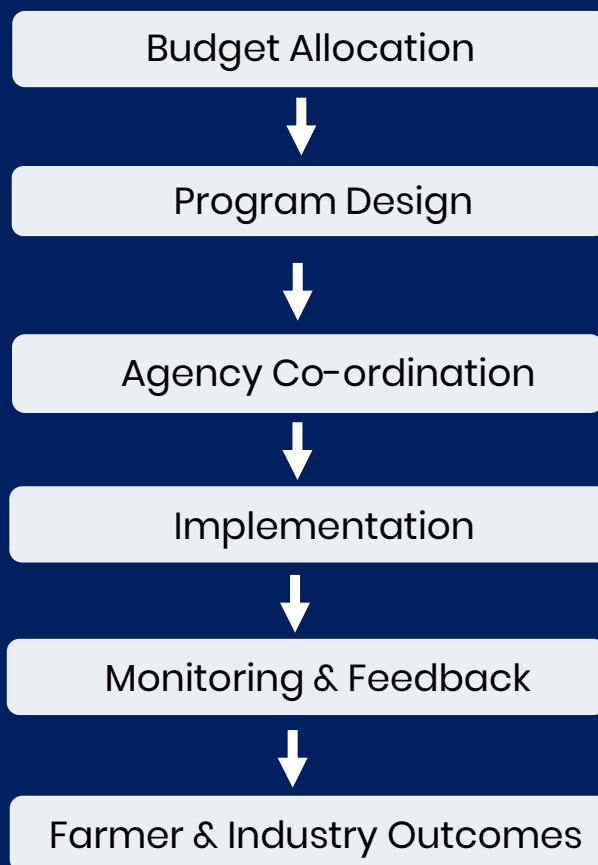 Budget Allocation
Program Design
Agency Co-ordination
Implementation
Monitoring & Feedback
Farmer & Industry Outcomes